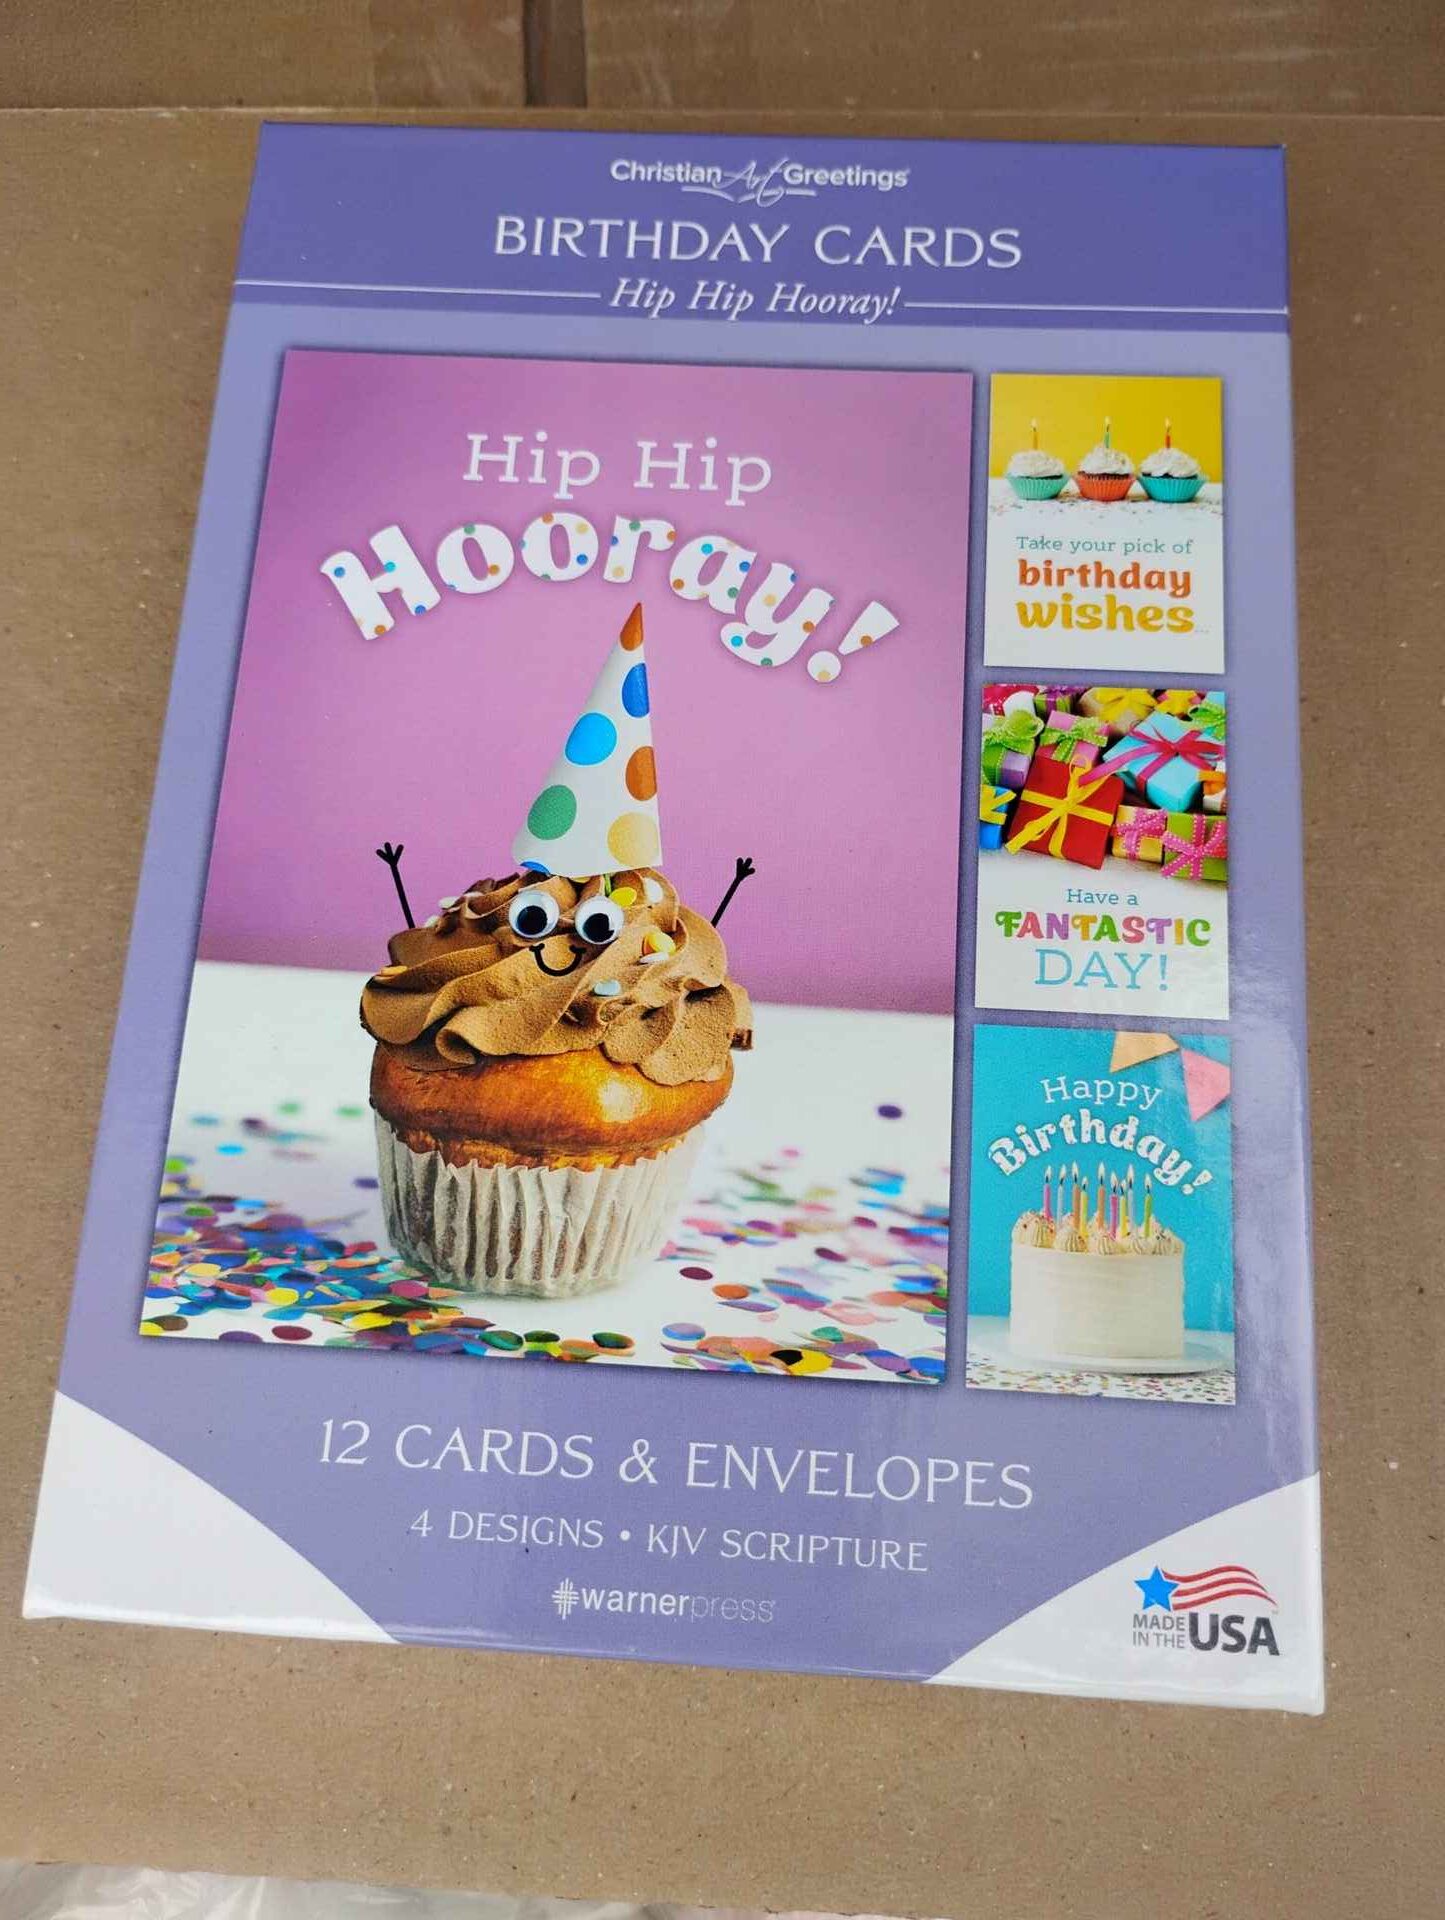 Christian Art Greetings
BIRTHDAY CARDS
Hip Hip Hooray!
Hip Hip
Hooray!
Take your pick of
birthday
wishes...
Have a
FANTASTIC
DAY!
Happy
Birthday!
12 CARDS & ENVELOPES
4 DESIGNS • KJV SCRIPTURE
warnerpress
MADE
IN THE
USA